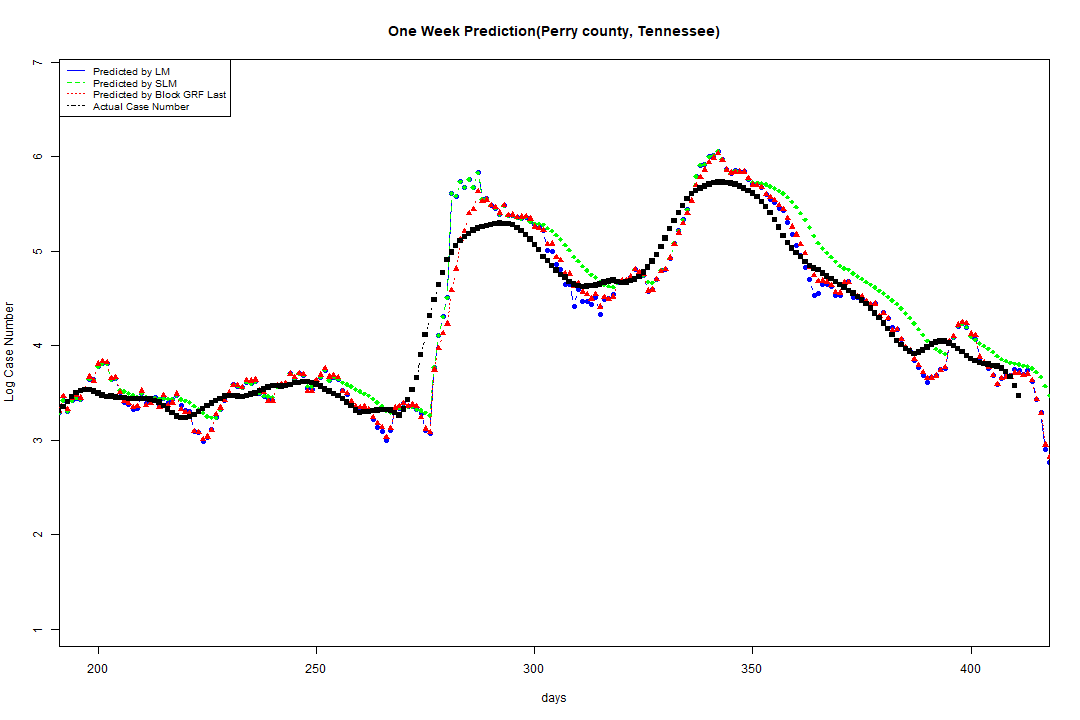 One Week Prediction(Perry county, Tennessee)
Predicted by LM
Predicted by SLM
Predicted by Block GRF Last
Actual Case Number
7
6
5
4
3
2
1
Log Case Number
200 250 300 350 400
days